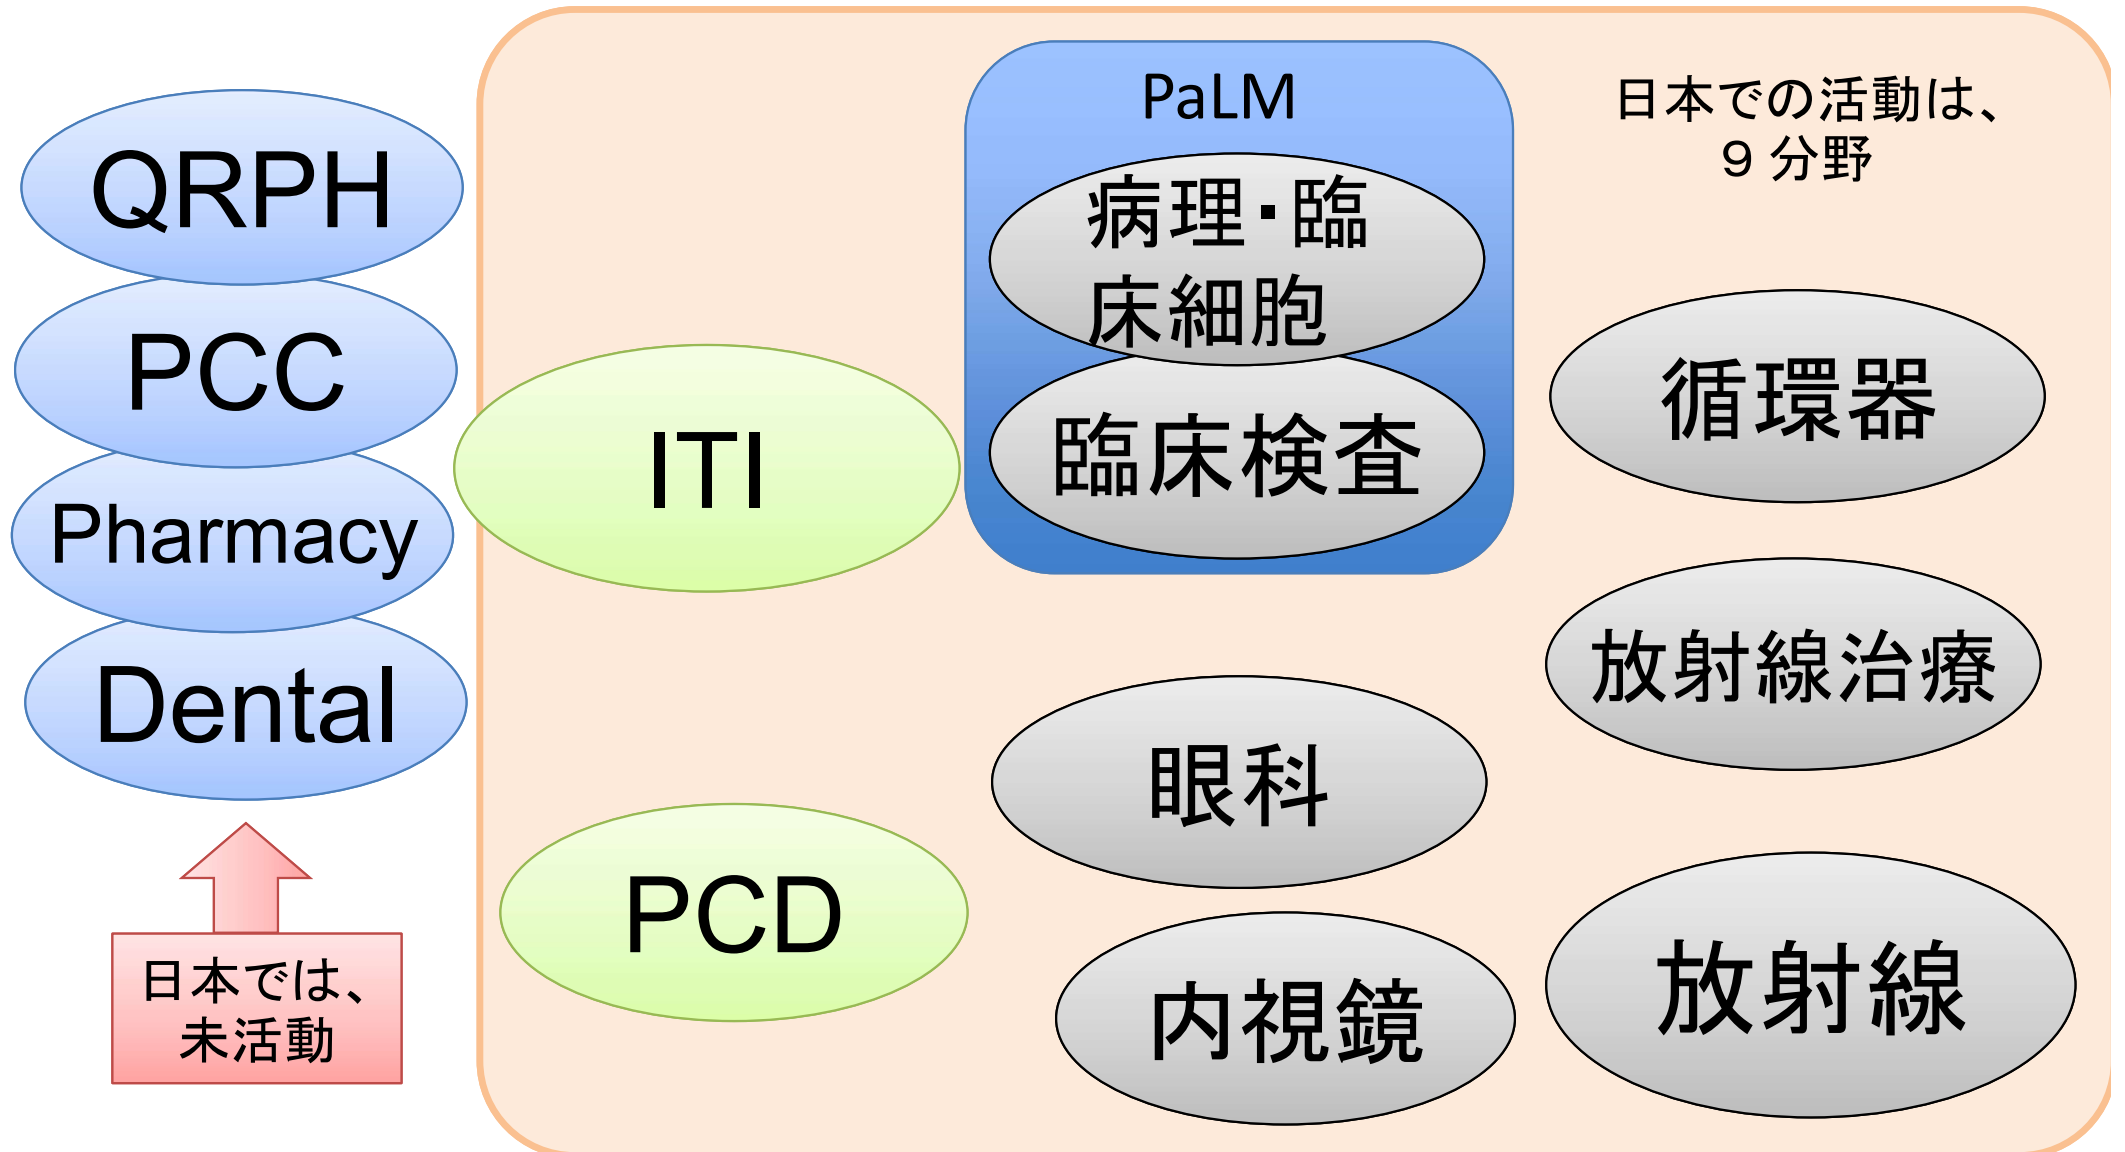 QRPH
PCC
Pharmacy
Dental
日本では、
未活動
ITI
PCD
PaLM
病理・臨
床細胞
臨床検査
眼科
内視鏡
日本での活動は、
９分野
循環器
放射線治療
放射線